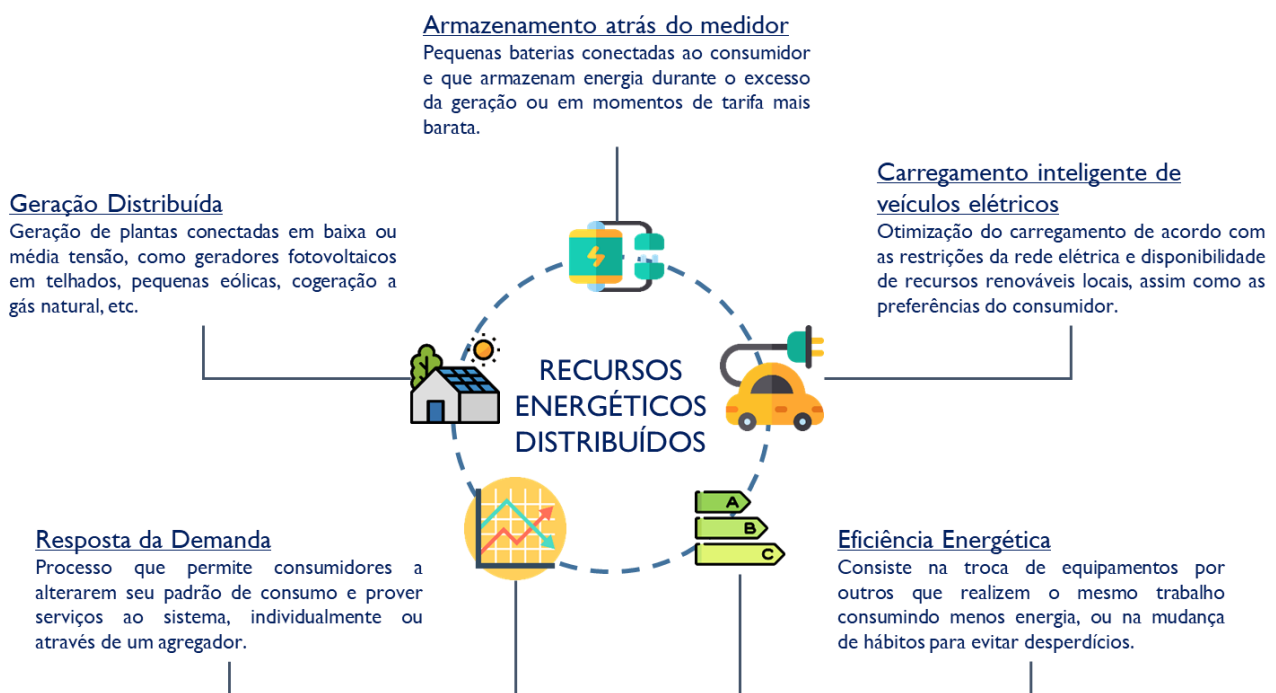 Armazenamento atrás do medidor
Pequenas baterias conectadas ao consumidor
e que armazenam energia durante o excesso
da geração ou em momentos de tarifa mais
barata.
Geração Distribuída
Geração de plantas conectadas em baixa ou
média tensão, como geradores fotovoltaicos
em telhados, pequenas eólicas, cogeração a
gás natural, etc.
Carregamento inteligente de
veículos elétricos
Otimização do carregamento de acordo com
as restrições da rede elétrica e disponibilidade
de recursos renováveis locais, assim como as
preferências do consumidor.
RECURSOS
ENERGÉTICOS
DISTRIBUÍDOS
A
B
C
Resposta da Demanda
Processo que permite consumidores a
alterarem seu padrão de consumo e prover
serviços ao sistema, individualmente ou
através de um agregador.
Eficiência Energética
Consiste na troca de equipamentos por
outros que realizem o mesmo trabalho
consumindo menos energia, ou na mudança
de hábitos para evitar desperdícios.